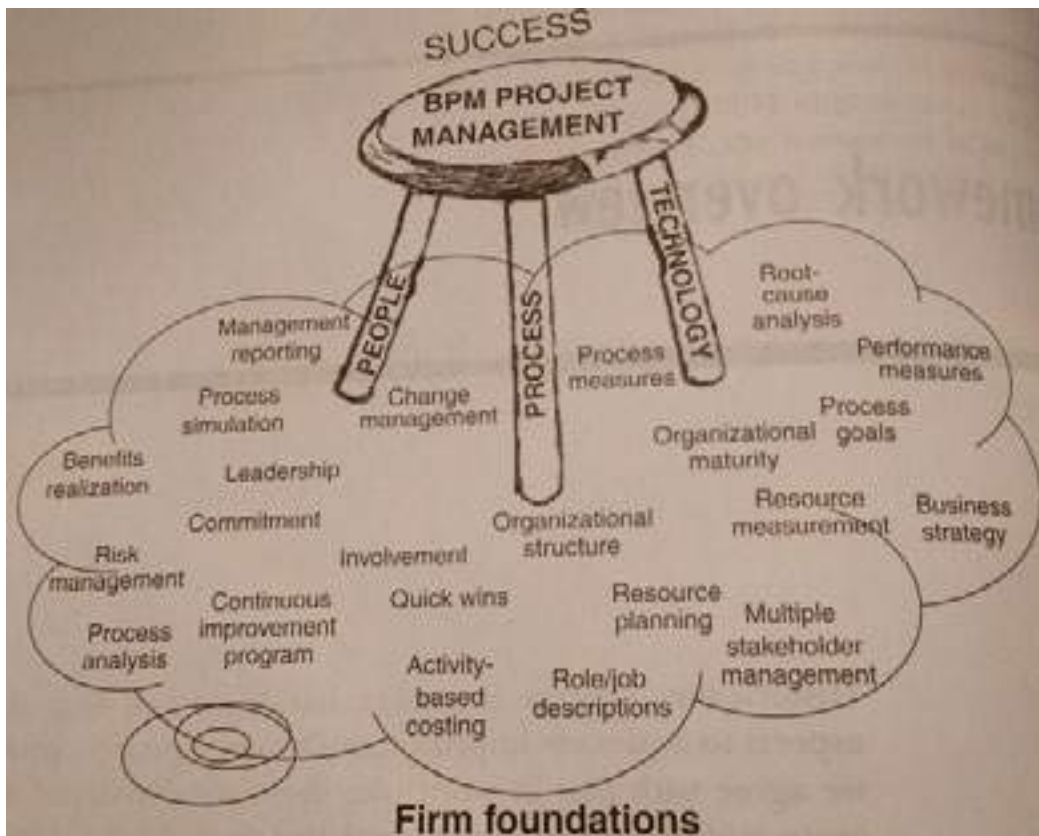 SUCCESS
BPM PROJECT
MANAGEMENT
PEOPLE
PROCESS
TECHNOLOGY
Root-
cause
analysis
Management
reporting
Process
measures
Performance
measures
Process
simulation
Change
management
Process
goals
Organizational
maturity
Benefits
realization
Leadership
Commitment
Organizational
structure
Resource
measurement
Business
strategy
Risk
management
Involvement
Continuous
improvement
program
Quick wins
Resource
planning
Multiple
stakeholder
management
Process
analysis
Activity-
based
costing
Role/job
descriptions
Firm foundations